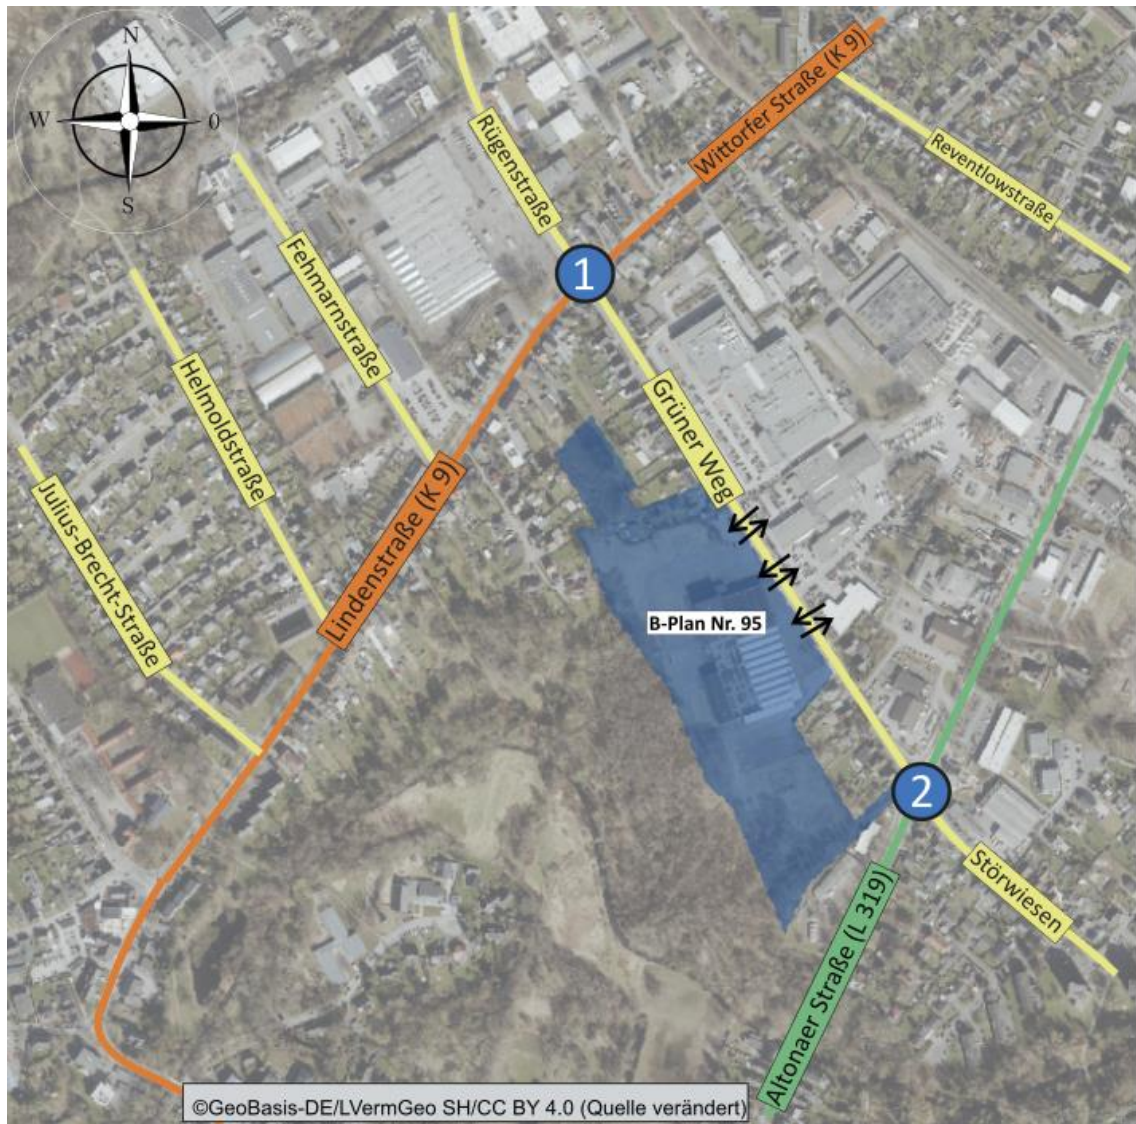 N
W
0
S
Rügenstraße
Wittorfer Straße (K 9)
Reventlowstraße
Fehmarnstraße
1
Helmoldstraße
Grüner Weg
Julius-Brecht-Straße
Lindenstraße (K 9)
B-Plan Nr. 95
2
Störwiesen
Altonaer Straße (L 319)
©GeoBasis-DE/LVermGeo SH/CC BY 4.0 (Quelle verändert)